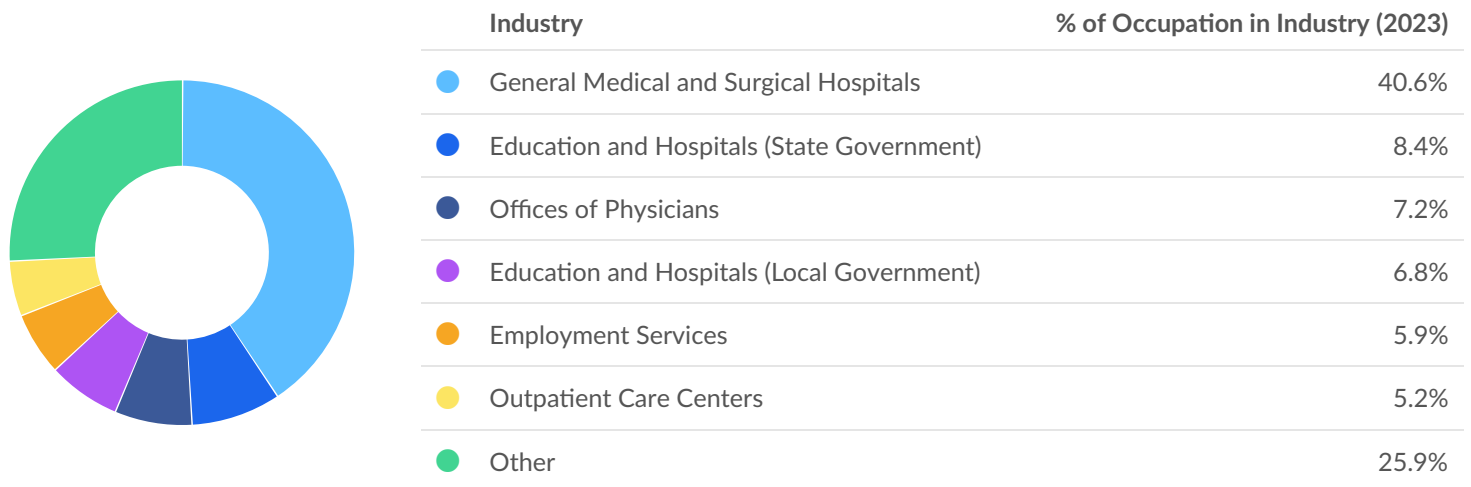 Industry % of Occupation in Industry (2023)
General Medical and Surgical Hospitals 40.6%
Education and Hospitals (State Government) 8.4%
Offices of Physicians 7.2%
Education and Hospitals (Local Government) 6.8%
Employment Services 5.9%
Outpatient Care Centers 5.2%
Other 25.9%